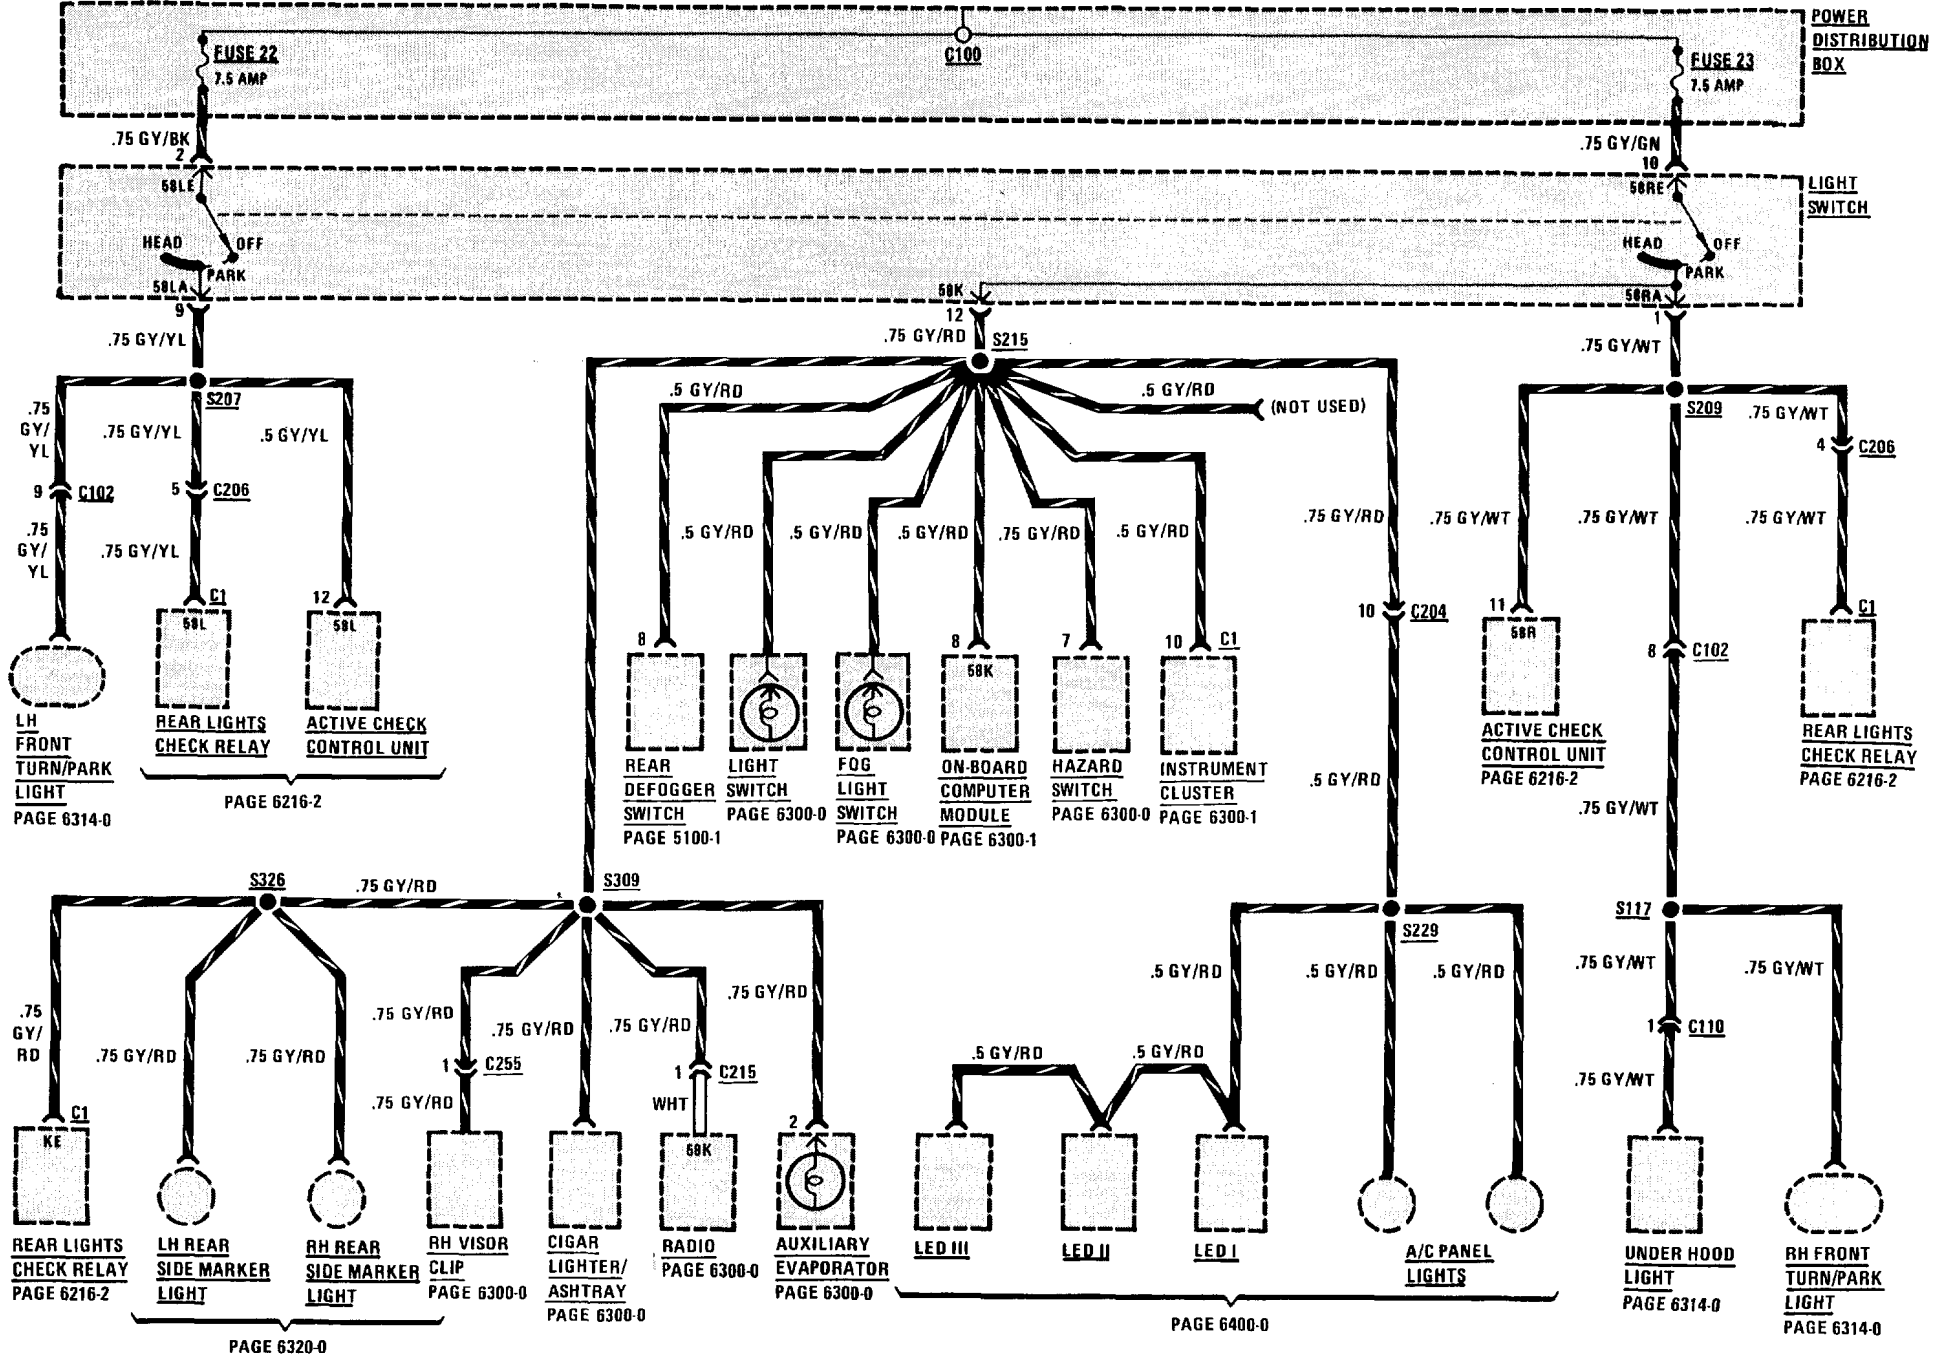 POWER
DISTRIBUTION
BOX
FUSE 22
7.5 AMP
C100
FUSE 23
7.5 AMP
.75 GY/BK
2
.75 GY/GN
10
LIGHT
SWITCH
58LE
HEAD
OFF
PARK
58LA
58K
58RE
HEAD
OFF
PARK
58RA
9
12
1
.75 GY/YL
.75 GY/RD
S215
.75 GY/WT
S207
.75
GY/
YL
.75 GY/YL
.5 GY/YL
9
C102
5
C206
.75
GY/
YL
.75 GY/YL
C1
12
58L
58L
LH
FRONT
TURN/PARK
LIGHT
PAGE 6314-0
REAR LIGHTS
CHECK RELAY
ACTIVE CHECK
CONTROL UNIT
PAGE 6216-2
.5 GY/RD
.5 GY/RD
(NOT USED)
.5 GY/RD
.5 GY/RD
.5 GY/RD
.75 GY/RD
.5 GY/RD
.75 GY/RD
8
8
7
10
C1
58K
10
C204
REAR
DEFOGGER
SWITCH
PAGE 5100-1
LIGHT
SWITCH
PAGE 6300-0
FOG
LIGHT
SWITCH
PAGE 6300-0
ON-BOARD
COMPUTER
MODULE
PAGE 6300-1
HAZARD
SWITCH
PAGE 6300-0
INSTRUMENT
CLUSTER
PAGE 6300-1
.5 GY/RD
S209
.75 GY/WT
4
C206
.75 GY/WT
.75 GY/WT
.75 GY/WT
11
58R
8
C102
C1
ACTIVE CHECK
CONTROL UNIT
PAGE 6216-2
REAR LIGHTS
CHECK RELAY
PAGE 6216-2
.75 GY/WT
S326
.75 GY/RD
S309
S229
S117
.75
GY/
RD
.75 GY/RD
.75 GY/RD
.75 GY/RD
.75 GY/RD
.75 GY/RD
.75 GY/RD
1
C255
.75 GY/RD
1
C215
WHT
2
C1
KE
58K
.5 GY/RD
.5 GY/RD
.5 GY/RD
.5 GY/RD
.5 GY/RD
.75 GY/WT
.75 GY/WT
1
C110
.75 GY/WT
REAR LIGHTS
CHECK RELAY
PAGE 6216-2
LH REAR
SIDE MARKER
LIGHT
RH REAR
SIDE MARKER
LIGHT
PAGE 6320-0
RH VISOR
CLIP
PAGE 6300-0
CIGAR
LIGHTER/
ASHTRAY
PAGE 6300-0
RADIO
PAGE 6300-0
AUXILIARY
EVAPORATOR
PAGE 6300-0
LED III
LED II
LED I
A/C PANEL
LIGHTS
PAGE 6400-0
UNDER HOOD
LIGHT
PAGE 6314-0
RH FRONT
TURN/PARK
LIGHT
PAGE 6314-0